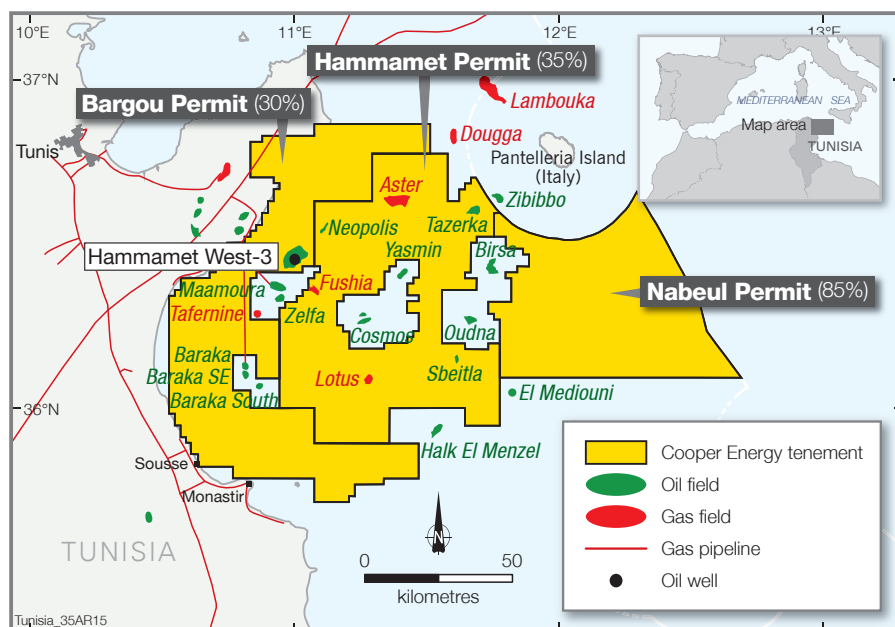 10°E
11°E
12°E
13°E
37°N
36°N
Hammamet Permit (35%)
Bargou Permit (30%)
Nabeul Permit (85%)
MEDITERRANEAN SEA
Map area
TUNISIA
Lambouka
Dougga
Tunis
Pantelleria Island
(Italy)
Aster
Zibibbo
Tazerka
Neopolis
Yasmin
Birsa
Hammamet West-3
Maamoura
Fushia
Tafernine
Zelfa
Cosmos
Oudna
Baraka
Baraka SE
Baraka South
Lotus
Sbeitla
El Mediouni
Halk El Menzel
Sousse
Monastir
TUNISIA
N
0
50
kilometres
Cooper Energy tenement
Oil field
Gas field
Gas pipeline
Oil well
Tunisia_35AR15